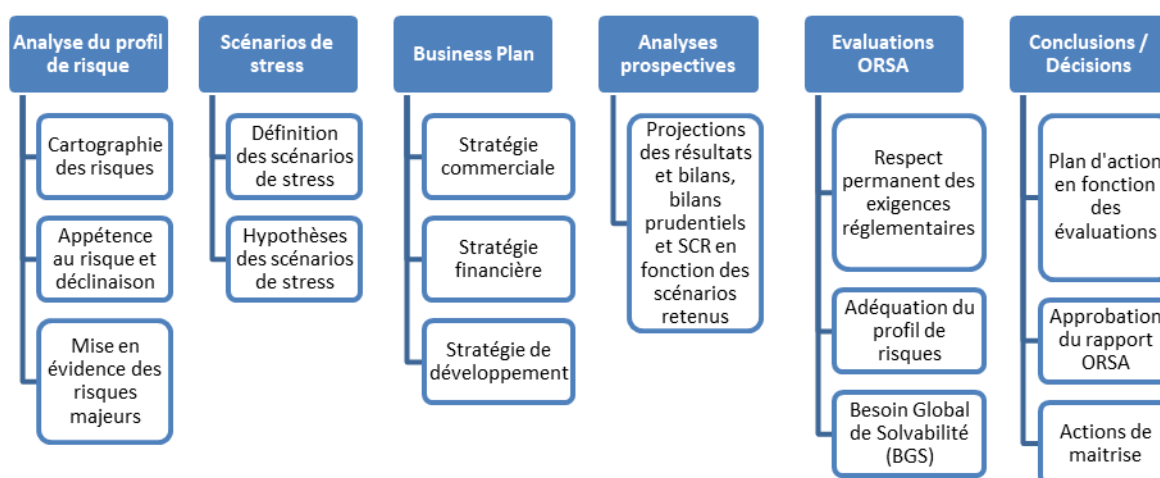 Analyse du profil
de risque
Cartographie
des risques
Appétence
au risque et
déclinaison
Mise en
évidence des
risques
majeurs
Scénarios de
stress
Définition
des scénarios
de stress
Hypothèses
des scénarios
de stress
Business Plan
Stratégie
commerciale
Stratégie
financière
Stratégie de
développement
Analyses
prospectives
Projections
des résultats
et bilans,
bilans
prudentiels
et SCR en
fonction des
scénarios
retenus
Evaluations
ORSA
Respect
permanent des
exigences
réglementaires
Adéquation du
profil de
risques
Besoin Global
de Solvabilité
(BGS)
Conclusions /
Décisions
Plan d'action
en fonction
des
évaluations
Approbation
du rapport
ORSA
Actions de
maitrise